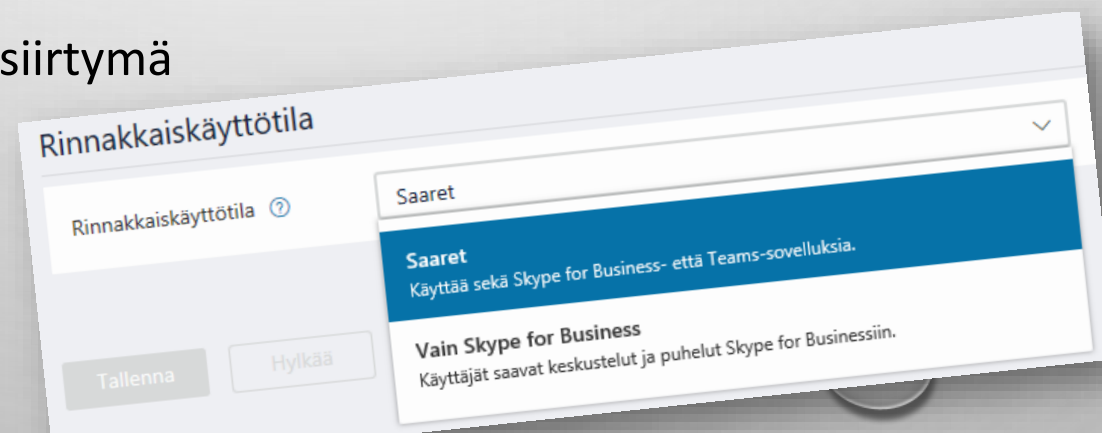 siirtymä
Rinnakkaiskäyttötila
Rinnakkaiskäyttötila ?
Saaret
Saaret
Käyttää sekä Skype for Business- että Teams-sovelluksia.
Vain Skype for Business
Käyttäjät saavat keskustelut ja puhelut Skype for Businessiin.
Tallenna
Hylkää